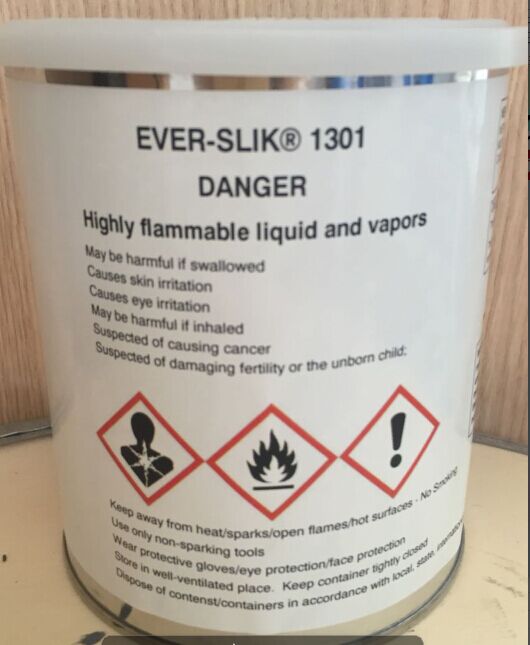 EVER-SLIK® 1301
DANGER
Highly flammable liquid and vapors
May be harmful if swallowed
Causes skin irritation
Causes eye irritation
May be harmful if inhaled
Suspected of causing cancer
Suspected of damaging fertility or the unborn child:
Keep away from heat/sparks/open flames/hot surfaces - No Smoking
Use only non-sparking tools
Wear protective gloves/eye protection/face protection
Store in well-ventilated place. Keep container tightly closed
Dispose of contenst/containers in accordance with local, state,